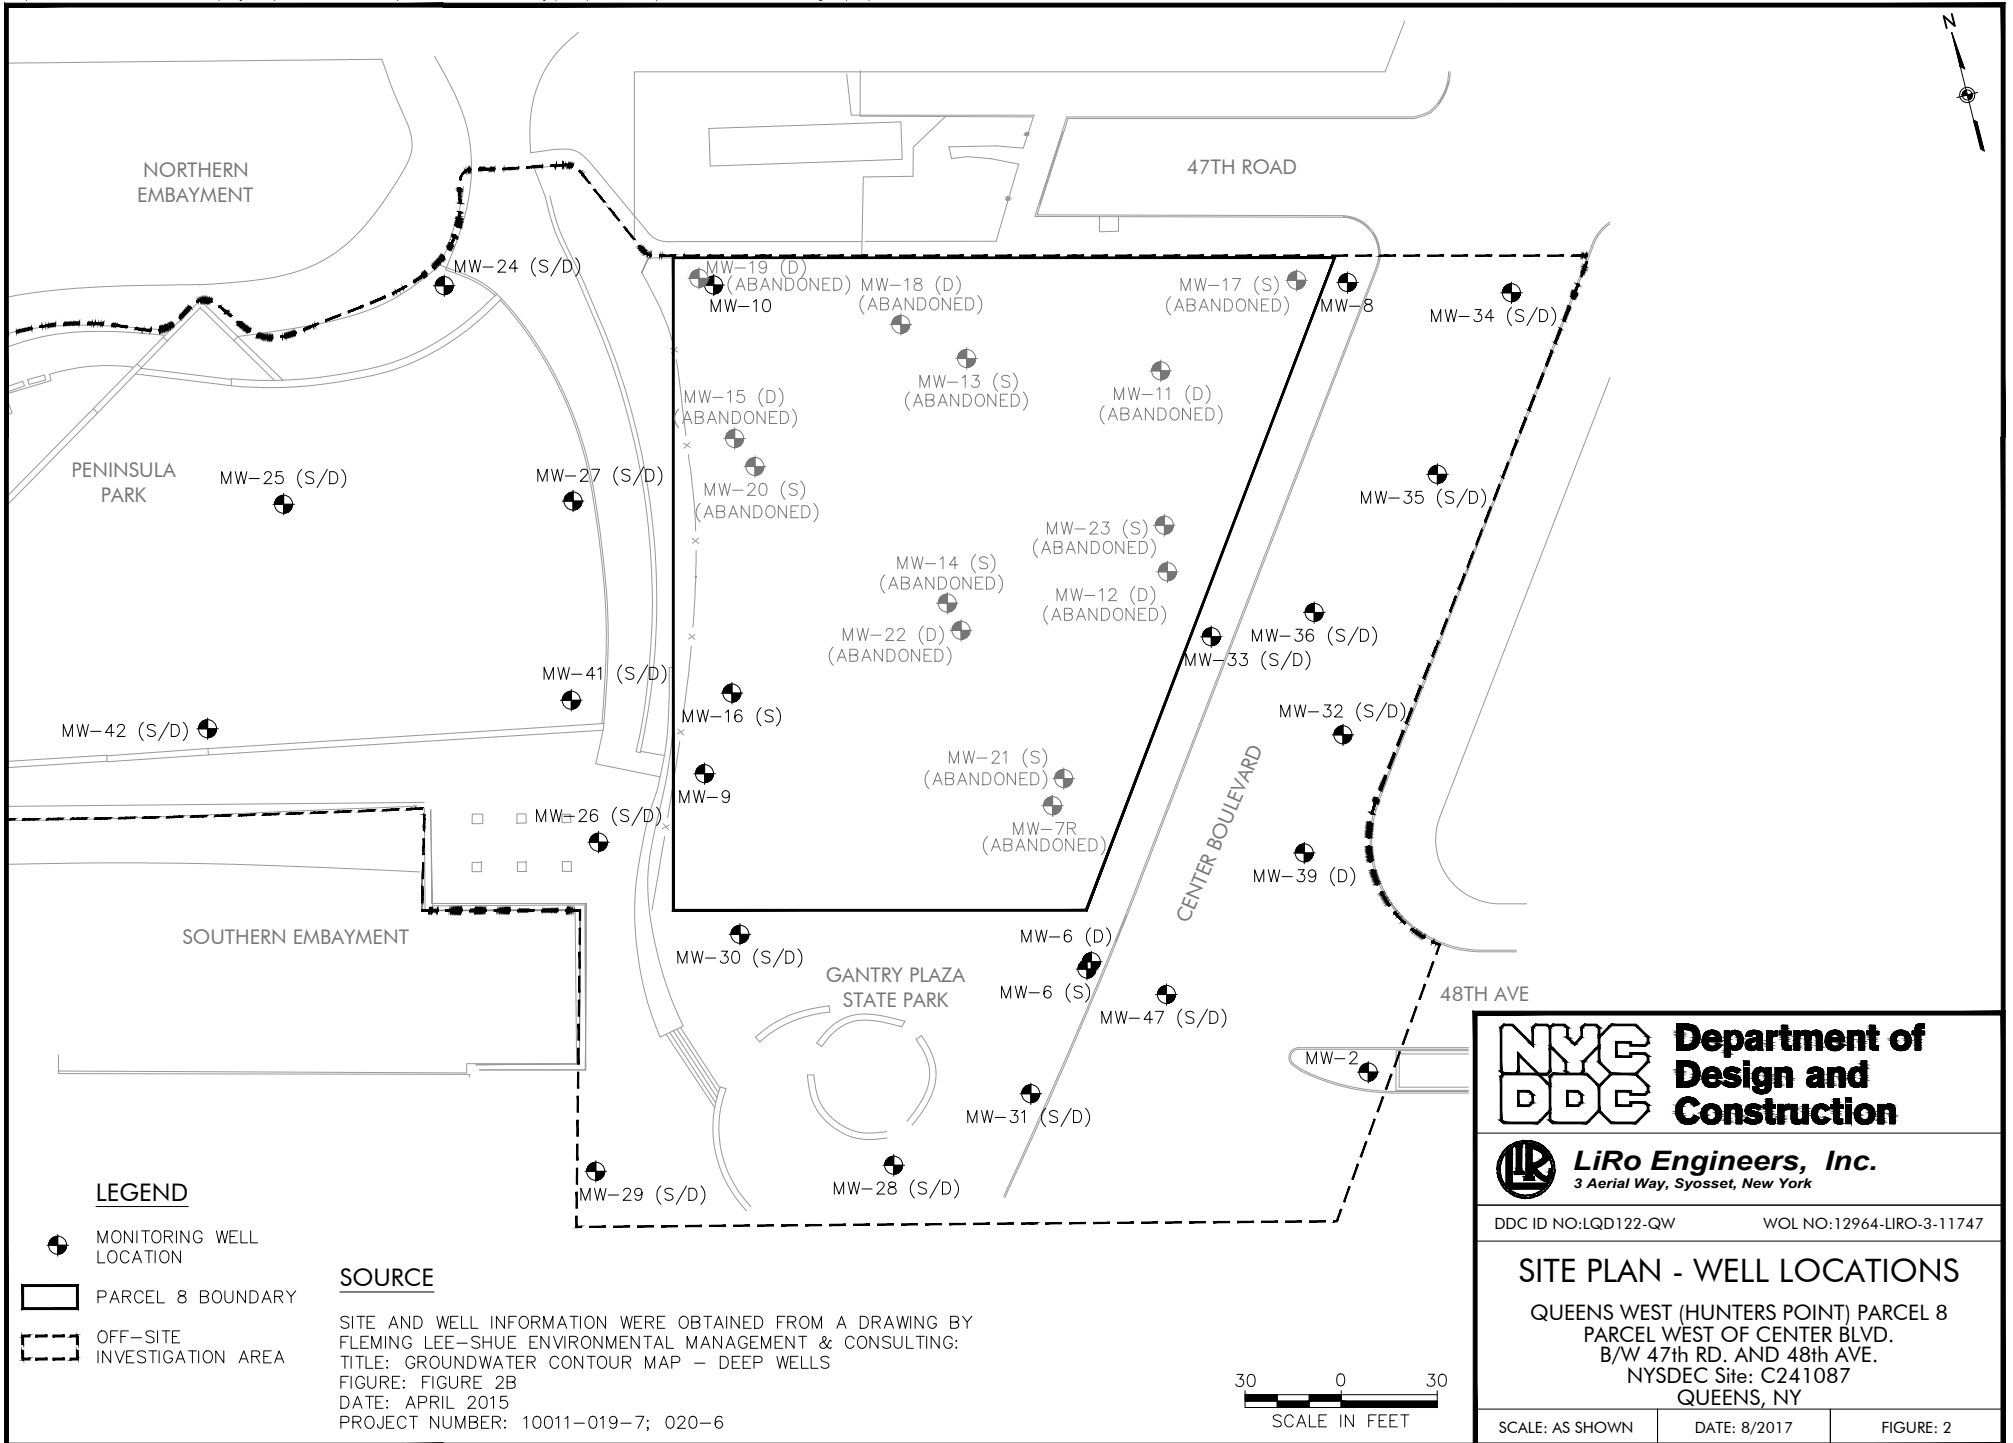 N
NORTHERN
EMBAYMENT
47TH ROAD
MW-24 (S/D)
MW-19 (D)
(ABANDONED)
MW-10
MW-18 (D)
(ABANDONED)
MW-17 (S)
(ABANDONED)
MW-8
MW-34 (S/D)
MW-13 (S)
(ABANDONED)
MW-11 (D)
(ABANDONED)
MW-15 (D)
(ABANDONED)
PENINSULA
PARK
MW-25 (S/D)
MW-27 (S/D)
MW-20 (S)
(ABANDONED)
MW-35 (S/D)
MW-23 (S)
(ABANDONED)
MW-14 (S)
(ABANDONED)
MW-12 (D)
(ABANDONED)
MW-22 (D)
(ABANDONED)
MW-36 (S/D)
MW-33 (S/D)
MW-41 (S/D)
MW-16 (S)
MW-42 (S/D)
MW-32 (S/D)
MW-21 (S)
(ABANDONED)
MW-9
MW-26 (S/D)
MW-7R
(ABANDONED)
CENTER BOULEVARD
MW-39 (D)
SOUTHERN EMBAYMENT
MW-30 (S/D)
MW-6 (D)
GANTRY PLAZA
STATE PARK
MW-6 (S)
MW-47 (S/D)
48TH AVE
MW-2
MW-31 (S/D)
MW-29 (S/D)
MW-28 (S/D)
LEGEND
MONITORING WELL
LOCATION
PARCEL 8 BOUNDARY
OFF-SITE
INVESTIGATION AREA
SOURCE
SITE AND WELL INFORMATION WERE OBTAINED FROM A DRAWING BY
FLEMING LEE-SHUE ENVIRONMENTAL MANAGEMENT & CONSULTING:
TITLE: GROUNDWATER CONTOUR MAP - DEEP WELLS
FIGURE: FIGURE 2B
DATE: APRIL 2015
PROJECT NUMBER: 10011-019-7; 020-6
30 0 30
SCALE IN FEET
NYC
DDC
Department of
Design and
Construction
LiRo
LiRo Engineers, Inc.
3 Aerial Way, Syosset, New York
DDC ID NO:LQD122-QW WOL NO:12964-LIRO-3-11747
SITE PLAN - WELL LOCATIONS
QUEENS WEST (HUNTERS POINT) PARCEL 8
PARCEL WEST OF CENTER BLVD.
B/W 47th RD. AND 48th AVE.
NYSDEC Site: C241087
QUEENS, NY
SCALE: AS SHOWN DATE: 8/2017 FIGURE: 2